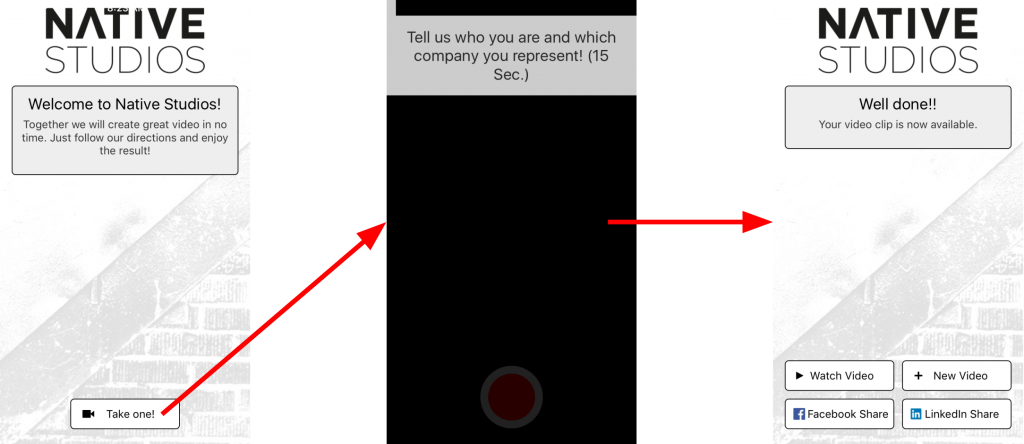 NATIVE
STUDIOS
Welcome to Native Studios!
Together we will create great video in no
time. Just follow our directions and enjoy
the result!
Take one!
Tell us who you are and which
company you represent! (15
Sec.)
NATIVE
STUDIOS
Well done!!
Your video clip is now available.
Watch Video
New Video
Facebook Share
in LinkedIn Share